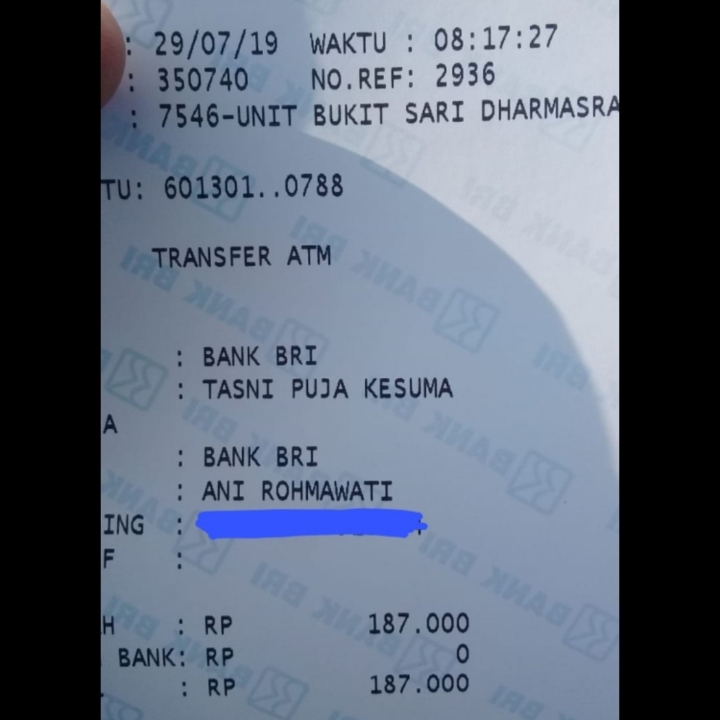 : 29/07/19 WAKTU : 08:17:27
: 350740 NO.REF: 2936
: 7546-UNIT BUKIT SARI DHARMASRA
TU: 601301..0788
TRANSFER ATM
: BANK BRI
: TASNI PUJA KESUMA
A
: BANK BRI
: ANI ROHMAWATI
ING :
F :
H : RP 187.000
BANK: RP 0
: RP 187.000
BANK BRI